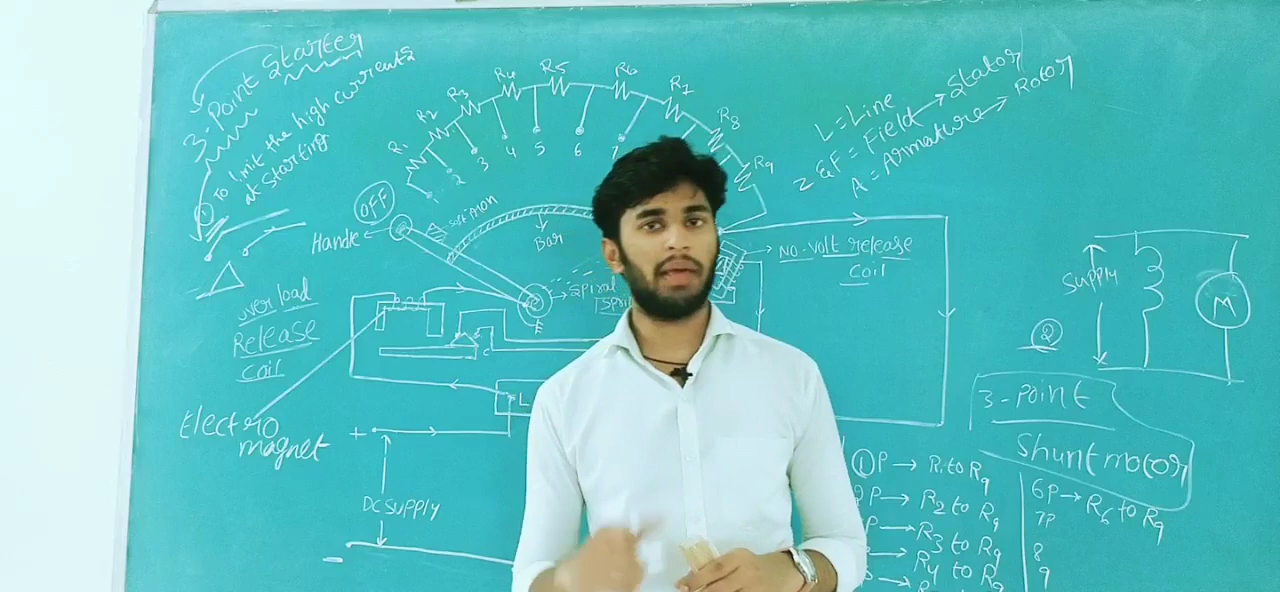 3-Point Starter
① To limit the high currents
at starting
R1
R2
R3
R4
R5
R6
R7
R8
R9
2
3
4
5
6
7
L = Line
Z & F = Field → Stator
A = Armature → Rotor
OFF
Handle
Soft Iron
Bar
Spiral
No-Volt release
coil
over load
Release
coil
Electro
magnet
L
+
DC SUPPLY
-
Supply
M
②
3-Point
Shunt motor
① P → R1 to R9
P → R2 to R9
P → R3 to R9
→ R4 to R9
6P → R6 to R9
7P
8
9